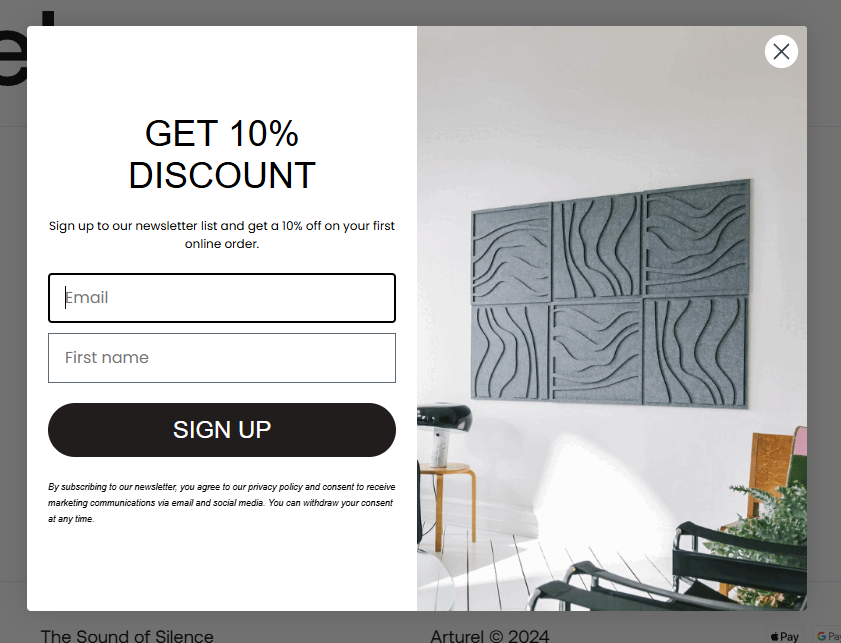 GET 10%
DISCOUNT
Sign up to our newsletter list and get a 10% off on your first
online order.
Email
First name
SIGN UP
By subscribing to our newsletter, you agree to our privacy policy and consent to receive
marketing communications via email and social media. You can withdraw your consent
at any time.
The Sound of Silence
Arturel © 2024
Pay
G Pay